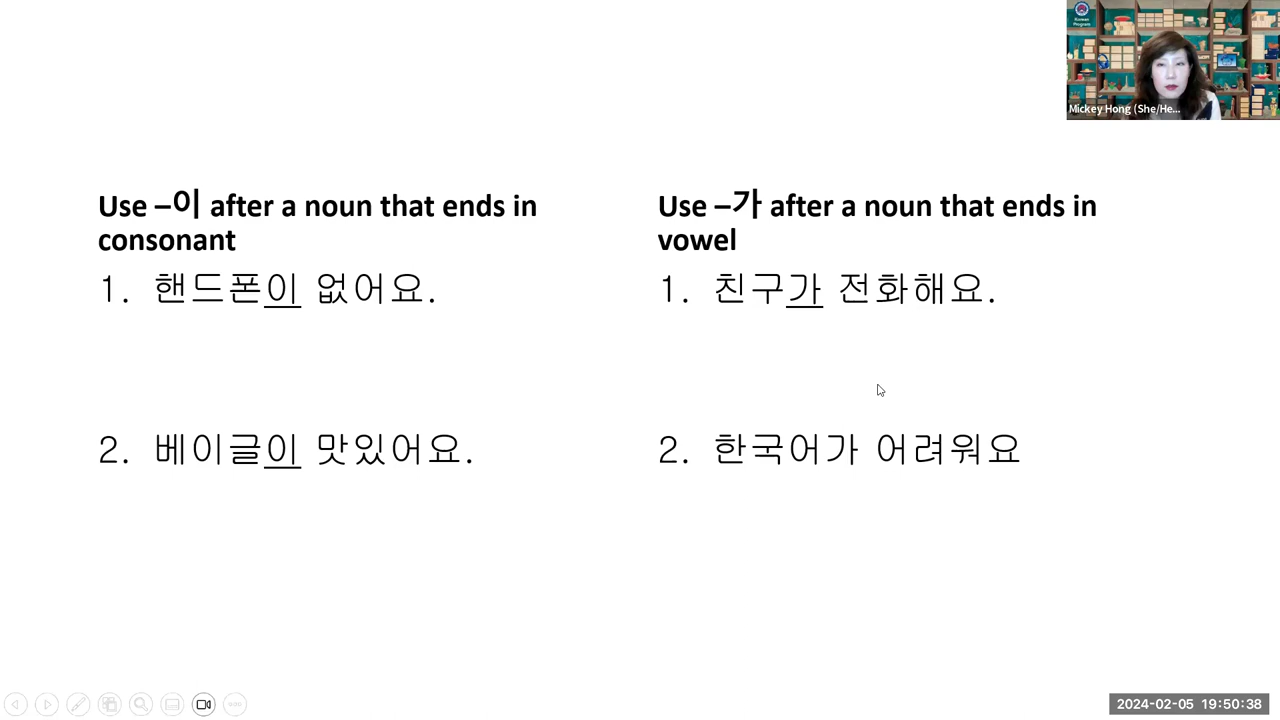 Korean
Program
Mickey Hong (She/He...
Use –이 after a noun that ends in
consonant
1. 핸드폰이 없어요.
2. 베이글이 맛있어요.
Use –가 after a noun that ends in
vowel
1. 친구가 전화해요.
2. 한국어가 어려워요
2024-02-05 19:50:38